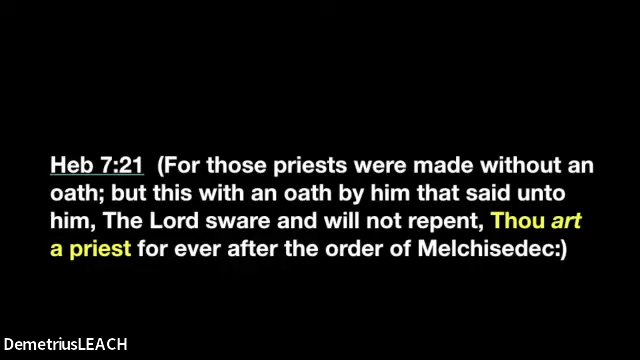 Heb 7:21  (For those priests were made without an
oath; but this with an oath by him that said unto
him, The Lord sware and will not repent, Thou art
a priest for ever after the order of Melchisedec:)
DemetriusLEACH